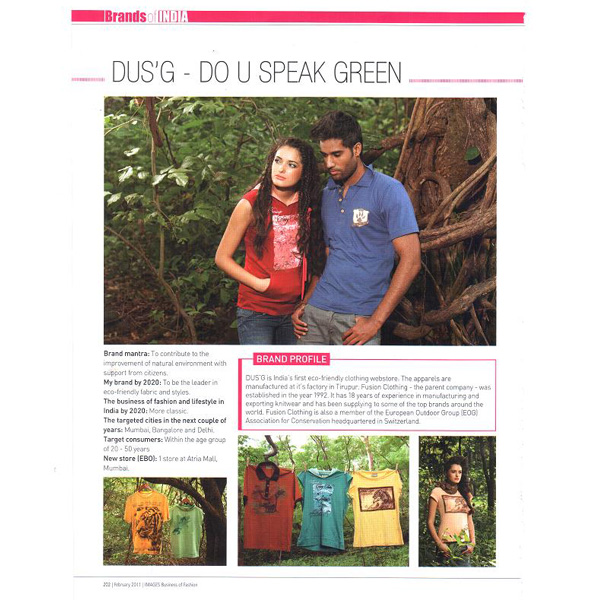 Brands of INDIA
DUS'G - DO U SPEAK GREEN
Brand mantra: To contribute to the
improvement of natural environment with
support from citizens.
My brand by 2020: To be the leader in
eco-friendly fabric and styles.
The business of fashion and lifestyle in
India by 2020: More classic.
The targeted cities in the next couple of
years: Mumbai, Bangalore and Delhi.
Target consumers: Within the age group
of 20 - 50 years
New store (EBO): 1 store at Atria Mall,
Mumbai.
BRAND PROFILE
DUS'G is India's first eco-friendly clothing webstore. The apparels are
manufactured at it's factory in Tirupur. Fusion Clothing - the parent company - was
established in the year 1992. It has 18 years of experience in manufacturing and
exporting knitwear and has been supplying to some of the top brands around the
world. Fusion Clothing is also a member of the European Outdoor Group (EOG)
Association for Conservation headquartered in Switzerland.
202 | February 2011 | IMAGES Business of Fashion